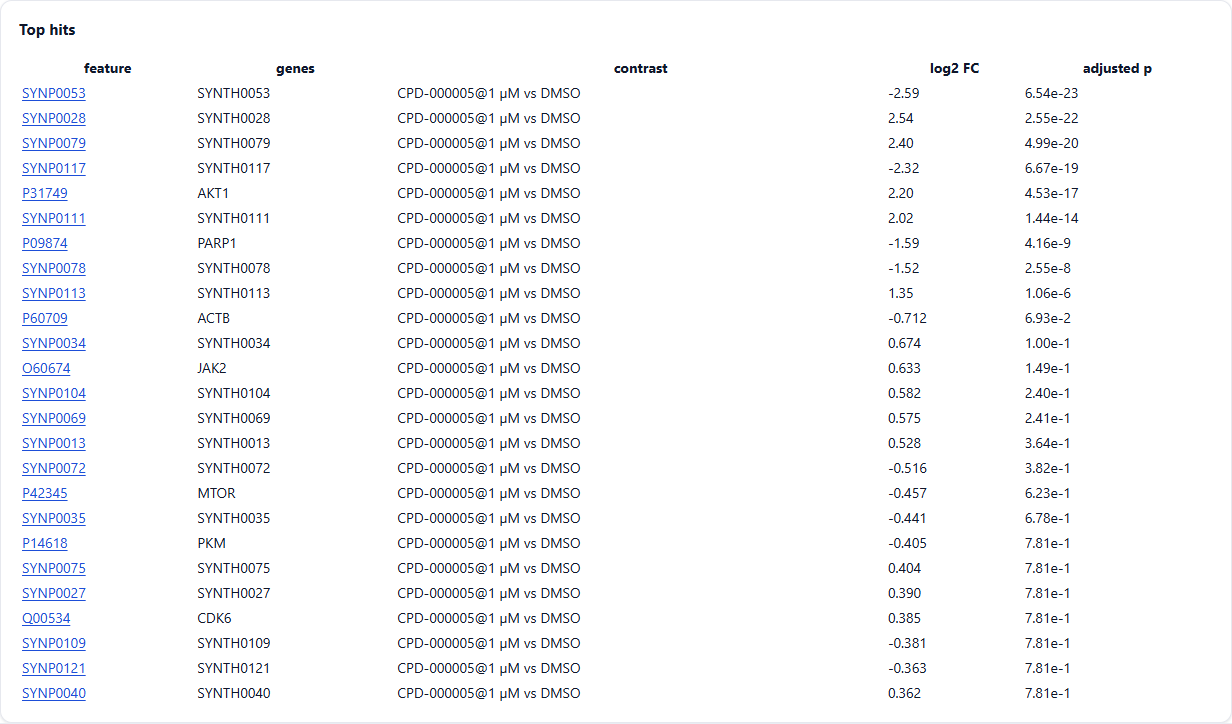 Top hits
feature genes contrast log2 FC adjusted p
SYNP0053 SYNTH0053 CPD-000005@1 µM vs DMSO -2.59 6.54e-23
SYNP0028 SYNTH0028 CPD-000005@1 µM vs DMSO 2.54 2.55e-22
SYNP0079 SYNTH0079 CPD-000005@1 µM vs DMSO 2.40 4.99e-20
SYNP0117 SYNTH0117 CPD-000005@1 µM vs DMSO -2.32 6.67e-19
P31749 AKT1 CPD-000005@1 µM vs DMSO 2.20 4.53e-17
SYNP0111 SYNTH0111 CPD-000005@1 µM vs DMSO 2.02 1.44e-14
P09874 PARP1 CPD-000005@1 µM vs DMSO -1.59 4.16e-9
SYNP0078 SYNTH0078 CPD-000005@1 µM vs DMSO -1.52 2.55e-8
SYNP0113 SYNTH0113 CPD-000005@1 µM vs DMSO 1.35 1.06e-6
P60709 ACTB CPD-000005@1 µM vs DMSO -0.712 6.93e-2
SYNP0034 SYNTH0034 CPD-000005@1 µM vs DMSO 0.674 1.00e-1
O60674 JAK2 CPD-000005@1 µM vs DMSO 0.633 1.49e-1
SYNP0104 SYNTH0104 CPD-000005@1 µM vs DMSO 0.582 2.40e-1
SYNP0069 SYNTH0069 CPD-000005@1 µM vs DMSO 0.575 2.41e-1
SYNP0013 SYNTH0013 CPD-000005@1 µM vs DMSO 0.528 3.64e-1
SYNP0072 SYNTH0072 CPD-000005@1 µM vs DMSO -0.516 3.82e-1
P42345 MTOR CPD-000005@1 µM vs DMSO -0.457 6.23e-1
SYNP0035 SYNTH0035 CPD-000005@1 µM vs DMSO -0.441 6.78e-1
P14618 PKM CPD-000005@1 µM vs DMSO -0.405 7.81e-1
SYNP0075 SYNTH0075 CPD-000005@1 µM vs DMSO 0.404 7.81e-1
SYNP0027 SYNTH0027 CPD-000005@1 µM vs DMSO 0.390 7.81e-1
Q00534 CDK6 CPD-000005@1 µM vs DMSO 0.385 7.81e-1
SYNP0109 SYNTH0109 CPD-000005@1 µM vs DMSO -0.381 7.81e-1
SYNP0121 SYNTH0121 CPD-000005@1 µM vs DMSO -0.363 7.81e-1
SYNP0040 SYNTH0040 CPD-000005@1 µM vs DMSO 0.362 7.81e-1